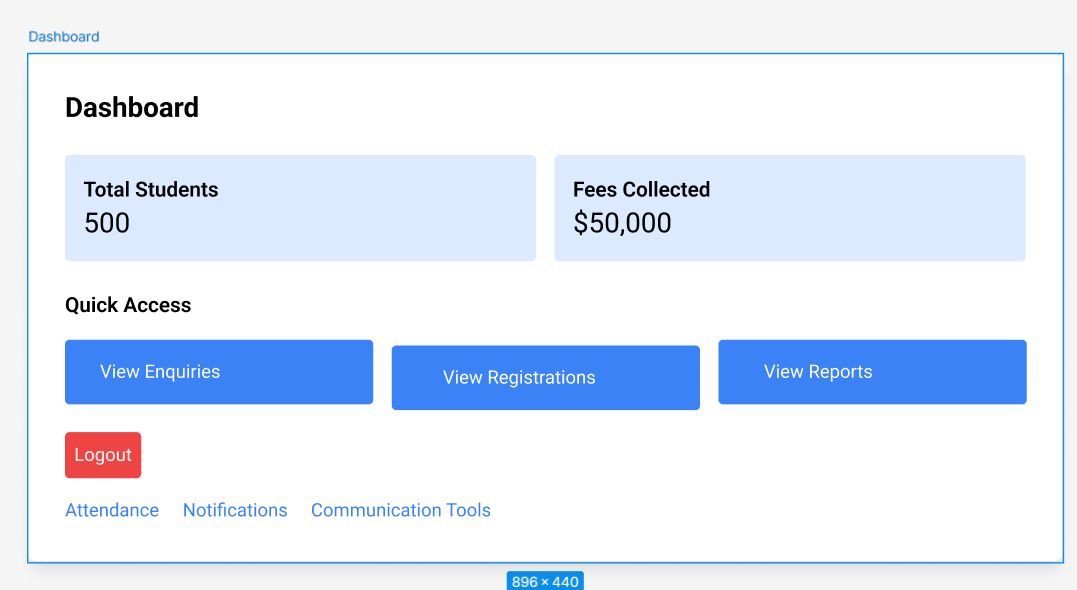 Dashboard
Dashboard
Total Students
500
Fees Collected
$50,000
Quick Access
View Enquiries
View Registrations
View Reports
Logout
Attendance Notifications Communication Tools
896 × 440